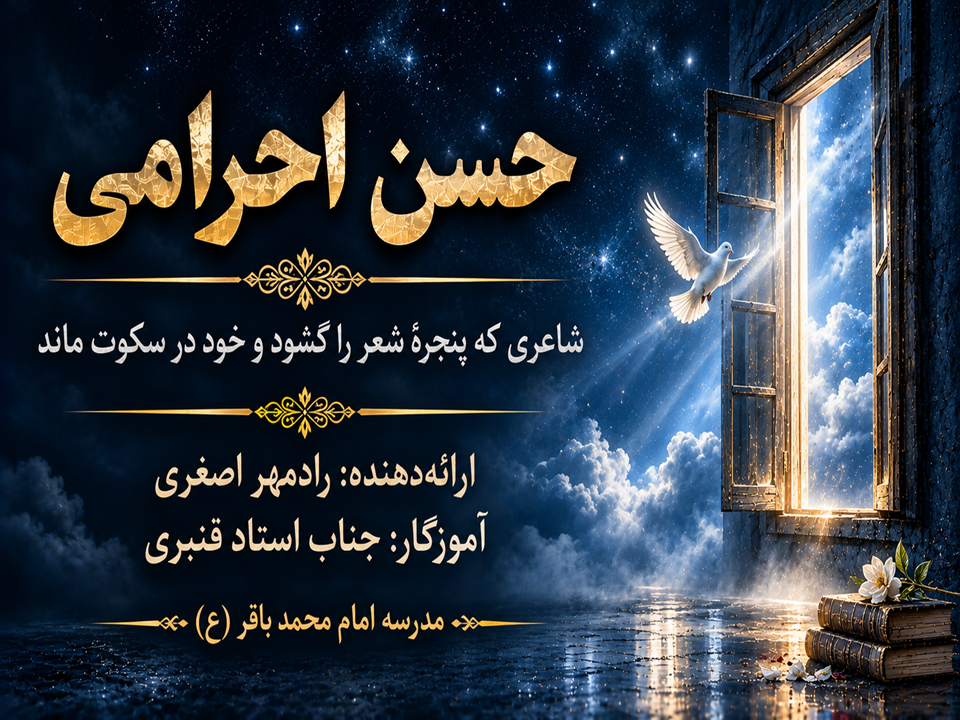 حسن احرامی
شاعری که پنجرهٔ شعر را گشود و خود در سکوت ماند
ارائه‌دهنده: رادمهر اصغری
آموزگار: جناب استاد قنبری
مدرسه امام محمد باقر (ع)